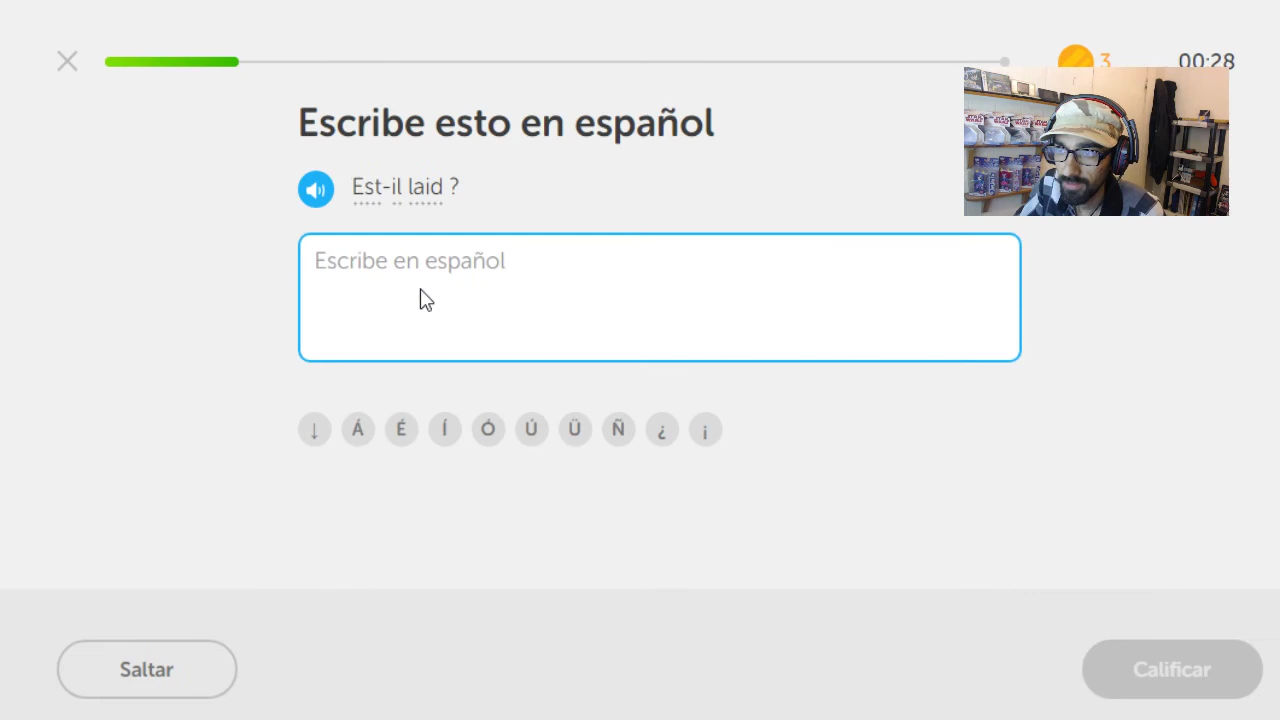 3
00:28
Escribe esto en español
Est-il laid ?
Escribe en español
↓ Á É Í Ó Ú Ü Ñ ¿ ¡
Saltar
Calificar